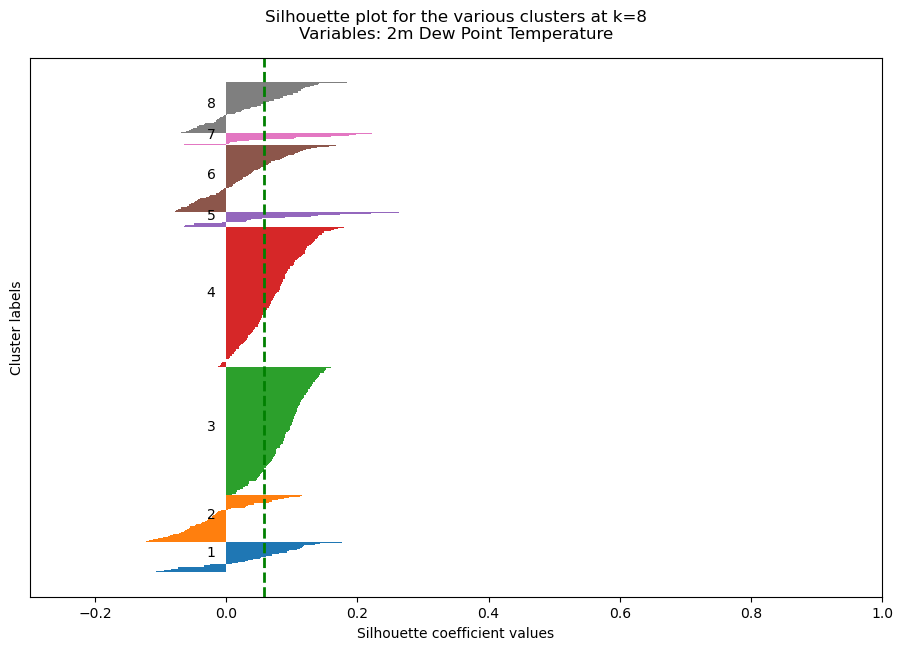 Silhouette plot for the various clusters at k=8
Variables: 2m Dew Point Temperature
Cluster labels
8
7
6
5
4
3
2
1
−0.2 0.0 0.2 0.4 0.6 0.8 1.0
Silhouette coefficient values